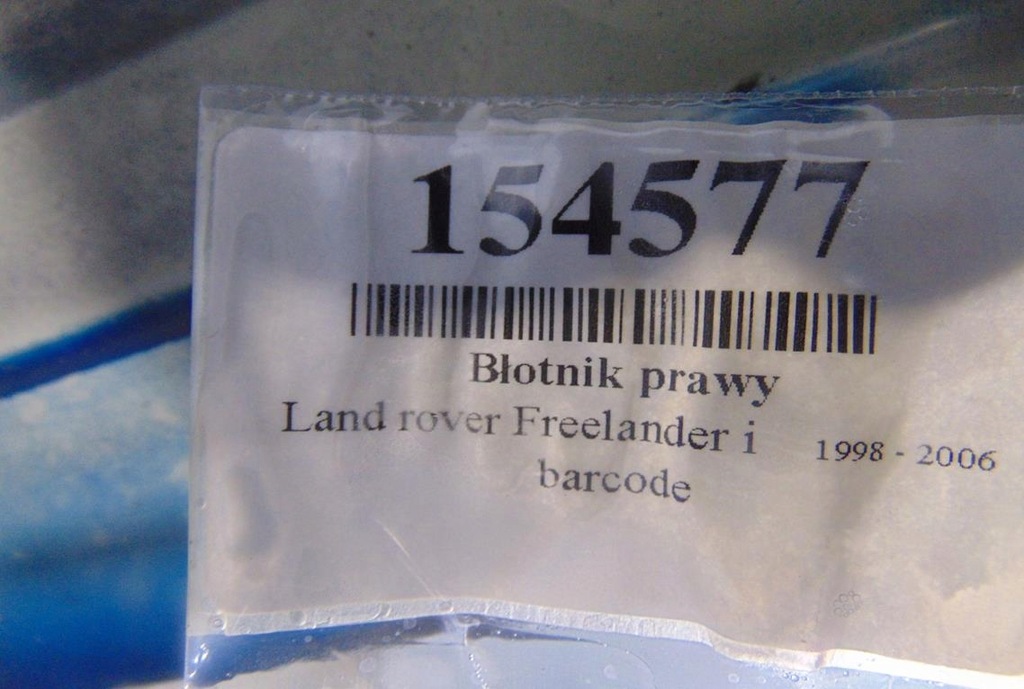 154577
Błotnik prawy
Land rover Freelander i 1998 - 2006
barcode